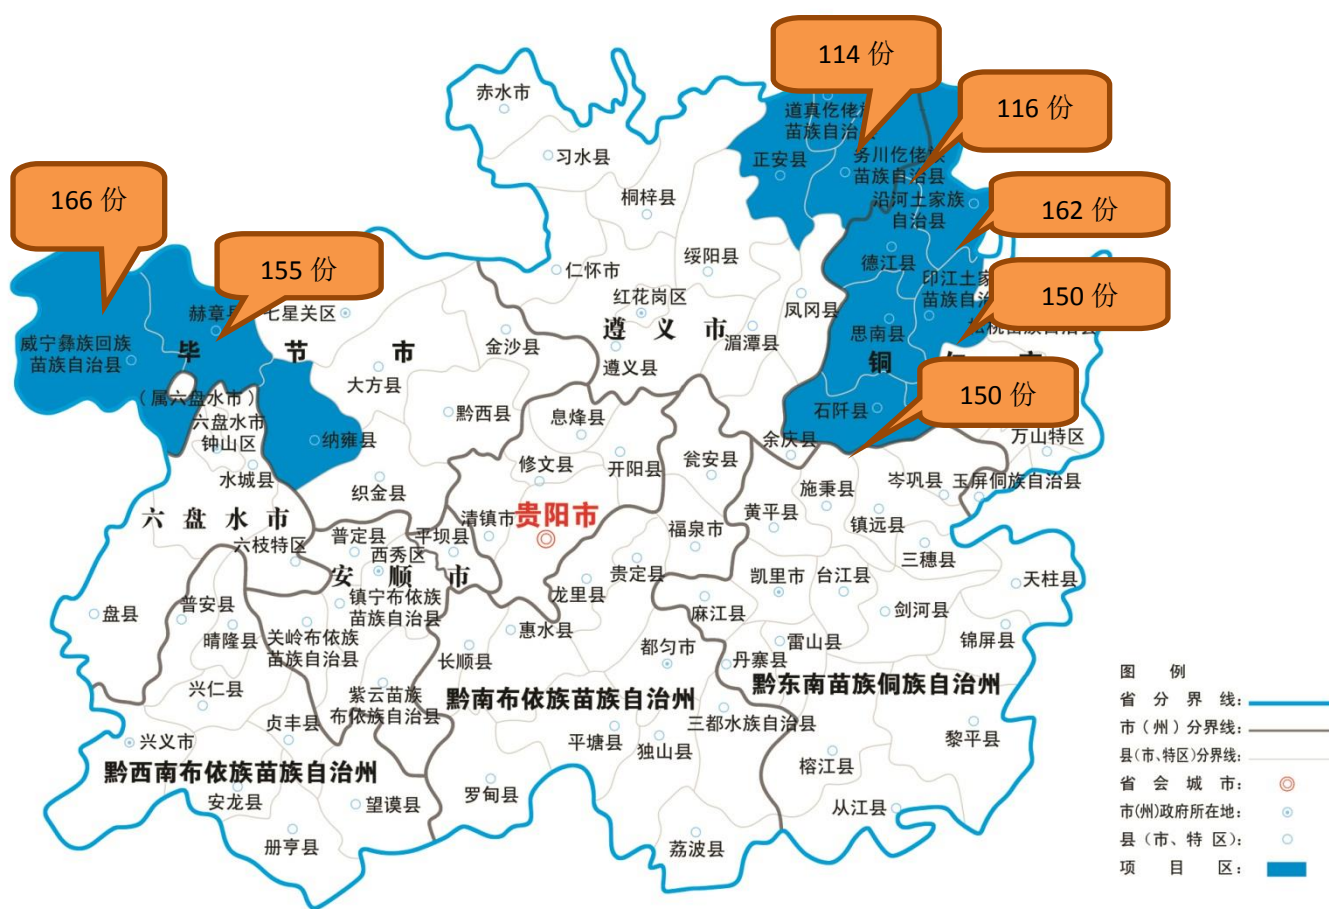 114 份
赤水市
116 份
道真仡佬族
苗族自治县
习水县
正安县
务川仡佬族
苗族自治县
166 份
桐梓县
沿河土家族
自治县
162 份
155 份
仁怀市
绥阳县
德江县
印江土家
苗族自治
150 份
赫章县
七星关区
红花岗区
凤冈县
威宁彝族回族
苗族自治县
毕节市
金沙县
遵义市
湄潭县
思南县
松桃苗族自治县
铜仁市
大方县
遵义县
(属六盘水市)
六盘水市
钟山区
黔西县
息烽县
石阡县
150 份
纳雍县
余庆县
万山特区
水城县
织金县
修文县
开阳县
瓮安县
施秉县
岑巩县
玉屏侗族自治县
六盘水市
清镇市
贵阳市
黄平县
镇远县
六枝特区
普定县
平坝县
西秀区
福泉市
三穗县
安顺市
贵定县
龙里县
凯里市
台江县
天柱县
盘县
普安县
镇宁布依族
苗族自治县
麻江县
剑河县
晴隆县
关岭布依族
苗族自治县
惠水县
都匀市
雷山县
锦屏县
长顺县
丹寨县
兴仁县
紫云苗族
布依族自治县
黔南布依族苗族自治州
黔东南苗族侗族自治州
贞丰县
三都水族自治县
兴义市
平塘县
独山县
黎平县
黔西南布依族苗族自治州
榕江县
安龙县
望谟县
罗甸县
从江县
册亨县
荔波县
图例
省分界线:
市(州)分界线:
县(市、特区)分界线:
省会城市:
市(州)政府所在地:
县(市、特区):
项目区: